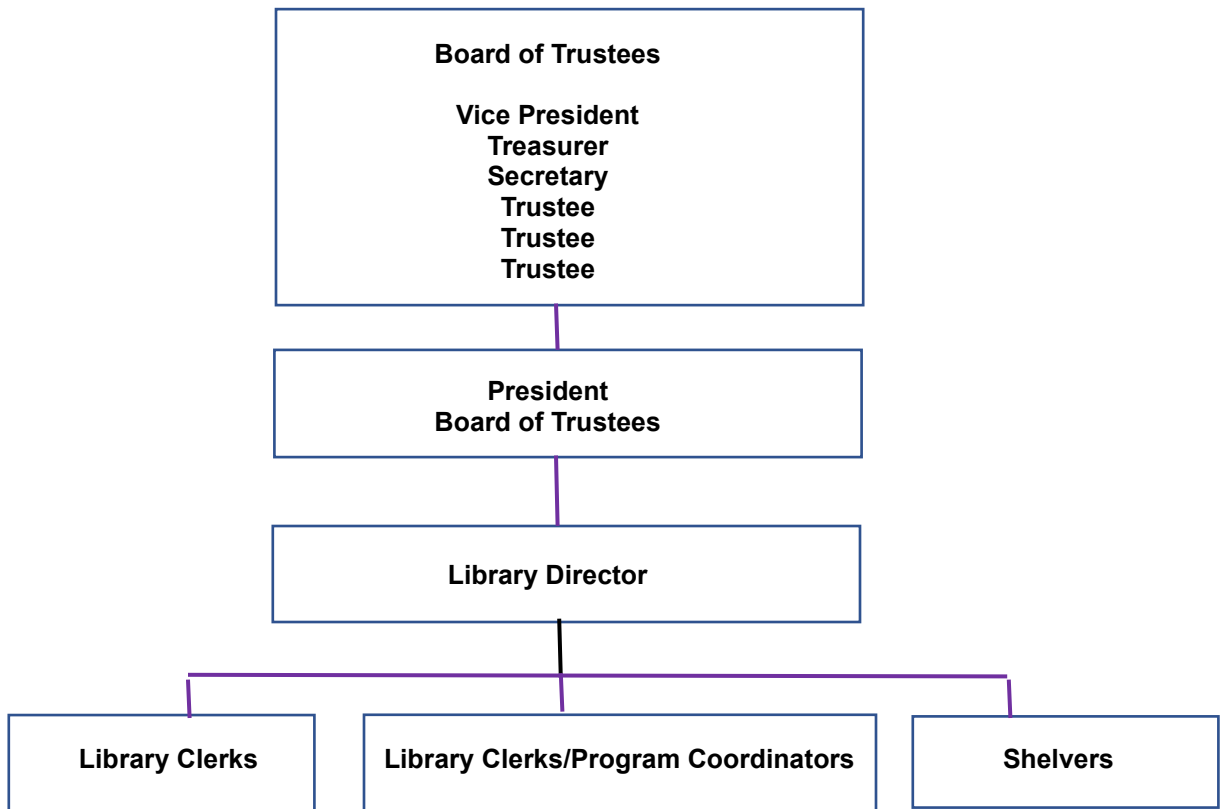 Board of Trustees
Vice President
Treasurer
Secretary
Trustee
Trustee
Trustee
President
Board of Trustees
Library Director
Library Clerks
Library Clerks/Program Coordinators
Shelvers